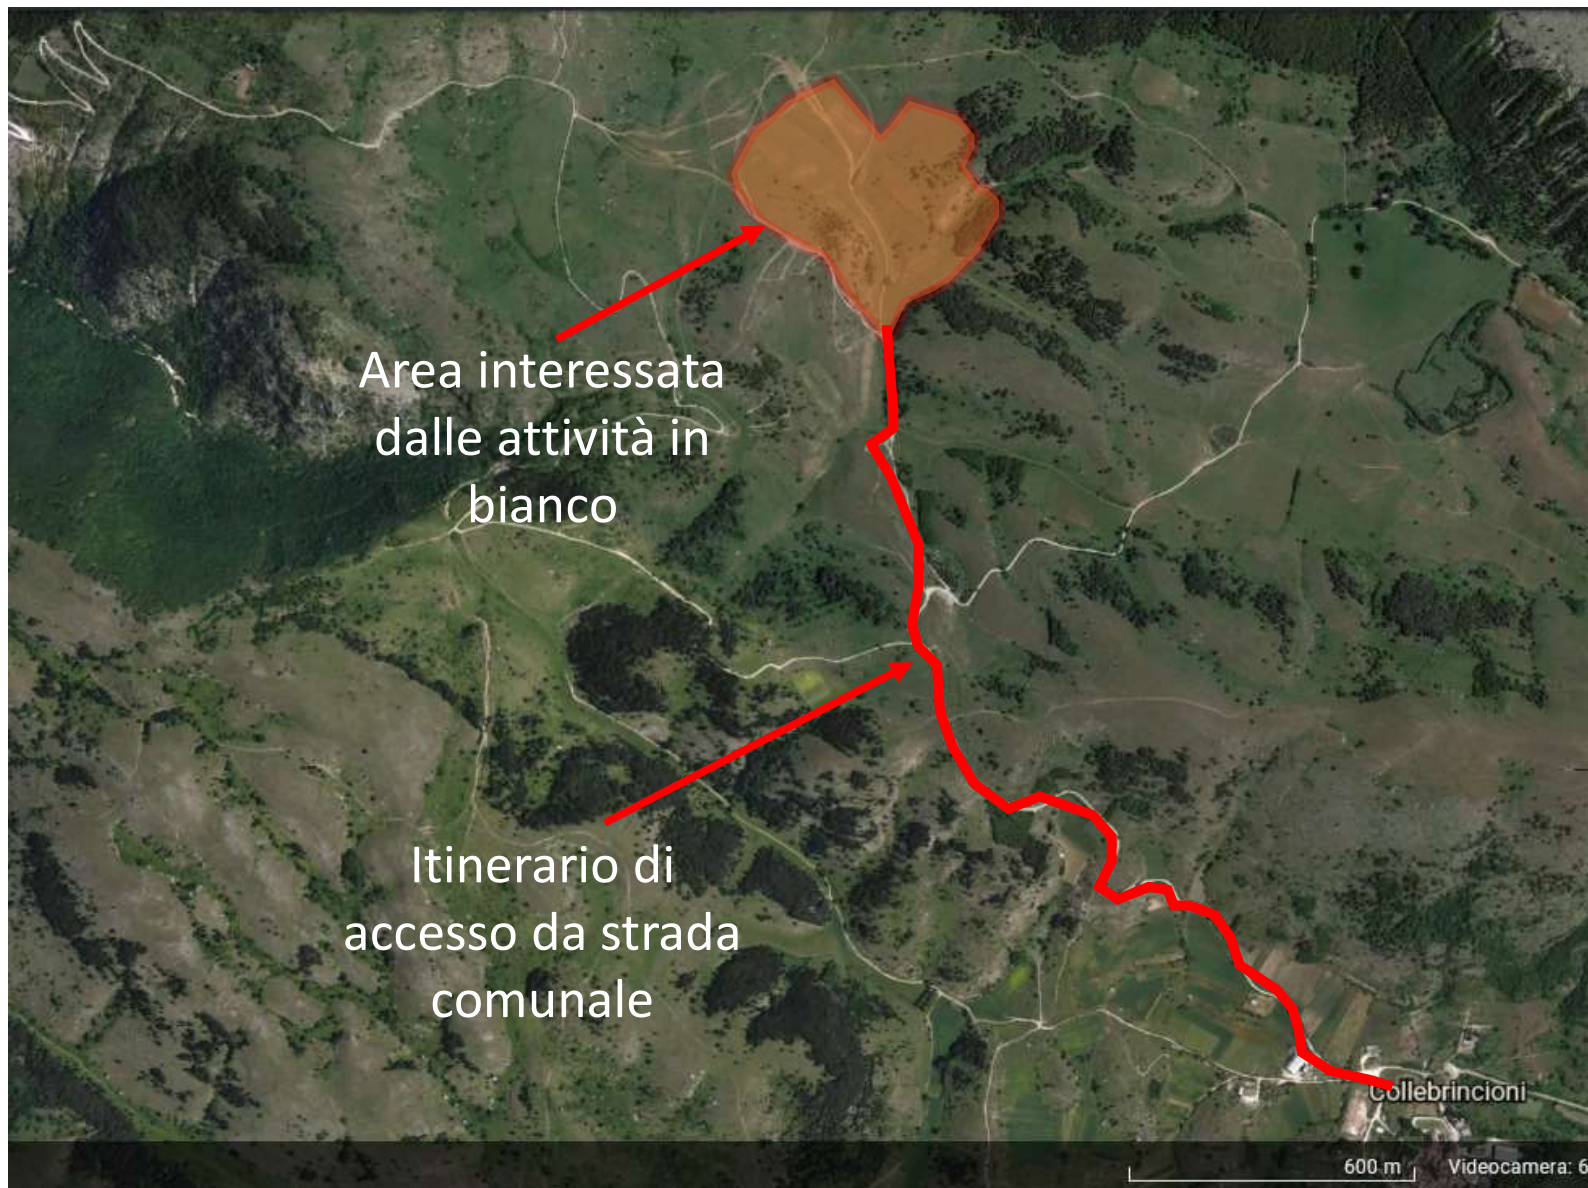 Area interessata
dalle attività in
bianco
Itinerario di
accesso da strada
comunale
Collebrincioni
600 m
Videocamera: 6